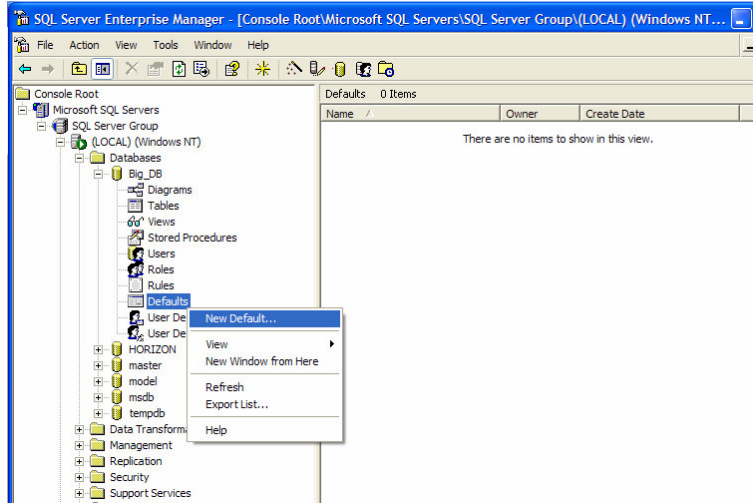 SQL Server Enterprise Manager - [Console Root\Microsoft SQL Servers\SQL Server Group\(LOCAL) (Windows NT...
File Action View Tools Window Help
Console Root
Microsoft SQL Servers
SQL Server Group
(LOCAL) (Windows NT)
Databases
Big_DB
Diagrams
Tables
Views
Stored Procedures
Users
Roles
Rules
Defaults
User De
User De
HORIZON
master
model
msdb
tempdb
Data Transforma
Management
Replication
Security
Support Services
New Default...
View
New Window from Here
Refresh
Export List...
Help
Defaults 0 Items
Name Owner Create Date
There are no items to show in this view.